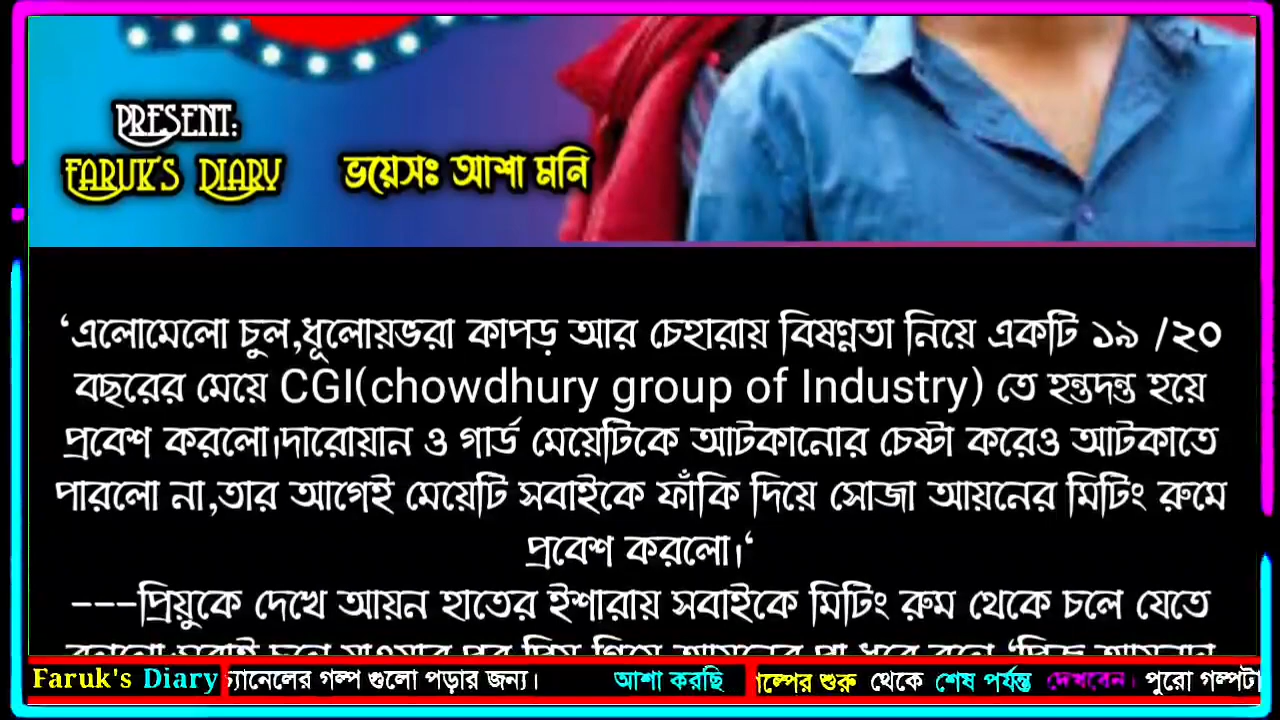 PRESENT:
FARUK'S DIARY
ভয়েসঃ আশা মনি
‘এলোমেলো চুল,ধূলোয়ভরা কাপড় আর চেহারায় বিষণ্ণতা নিয়ে একটি ১৯ /২০
বছরের মেয়ে CGI(chowdhury group of Industry) তে হন্তদন্ত হয়ে
প্রবেশ করলো।দারোয়ান ও গার্ড মেয়েটিকে আটকানোর চেষ্টা করেও আটকাতে
পারলো না,তার আগেই মেয়েটি সবাইকে ফাঁকি দিয়ে সোজা আয়নের মিটিং রুমে
প্রবেশ করলো।‘
---প্রিয়ুকে দেখে আয়ন হাতের ইশারায় সবাইকে মিটিং রুম থেকে চলে যেতে
Faruk's Diary গল্প গুলো পড়ার জন্য। আশা করছি শুরু থেকে শেষ পর্যন্ত দেখবেন। পুরো গল্পটা